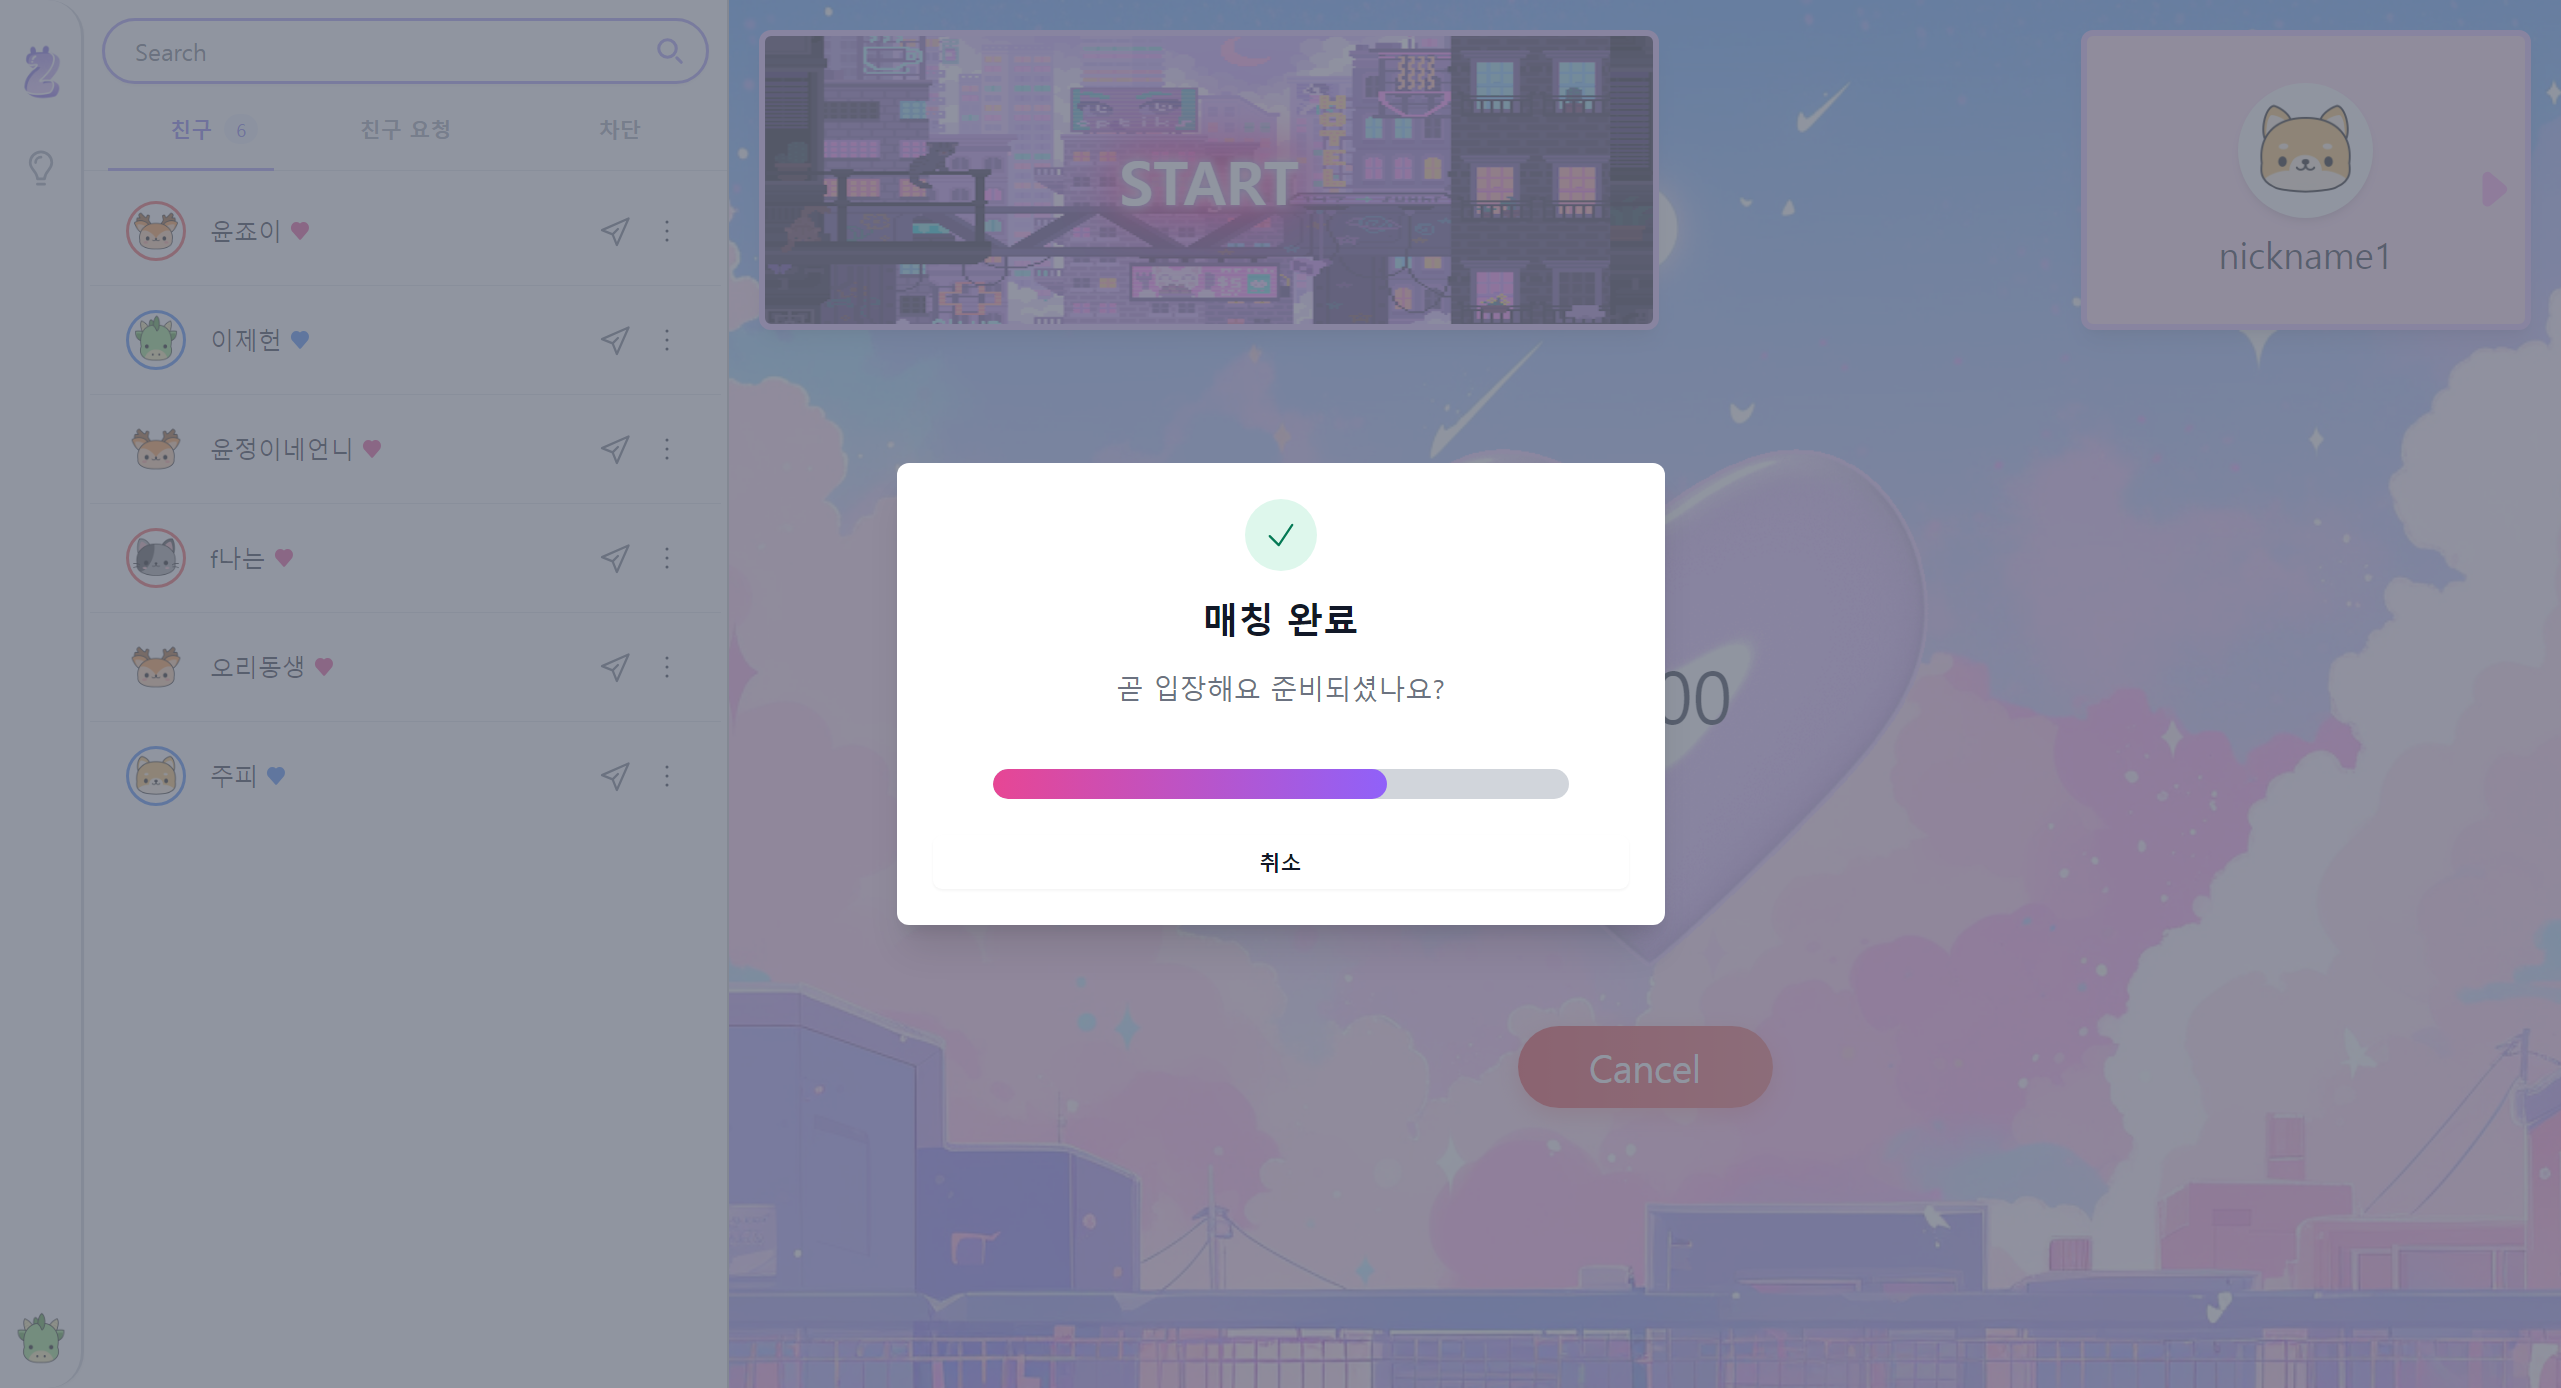 Search
친구 6
친구 요청
차단
윤죠이
이제헌
윤정이네언니
f나는
오리동생
주피
START
HOTEL
nickname1
매칭 완료
곧 입장해요 준비되셨나요?
취소
00
Cancel